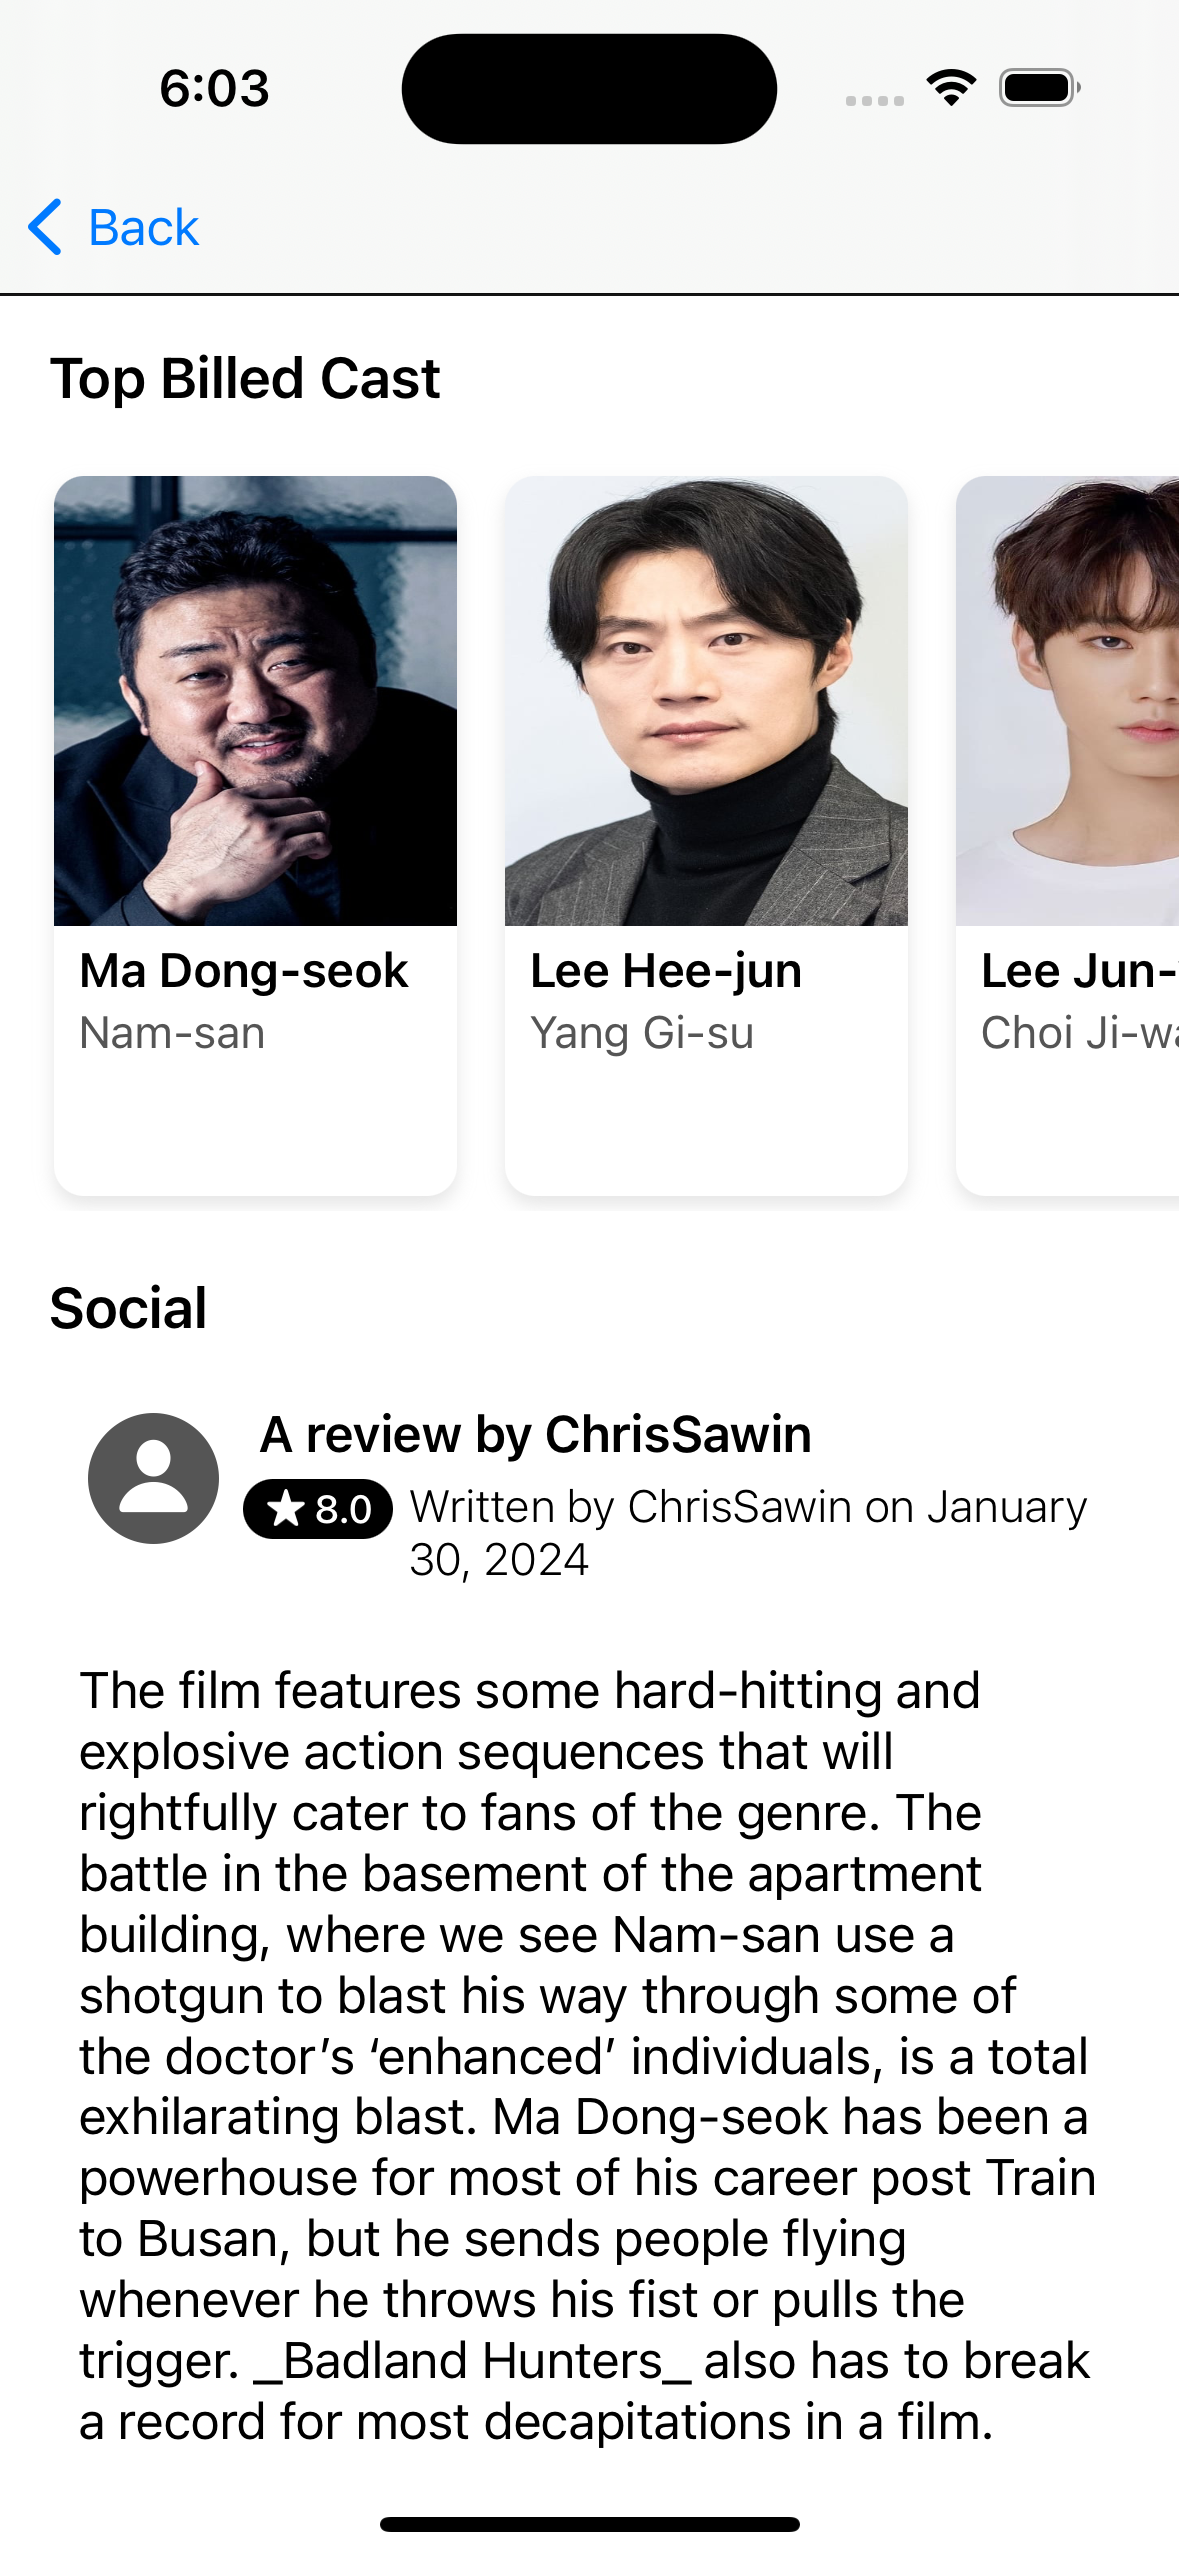 6:03
Back
Top Billed Cast
Ma Dong-seok
Nam-san
Lee Hee-jun
Yang Gi-su
Lee Jun-
Choi Ji-wa
Social
A review by ChrisSawin
8.0
Written by ChrisSawin on January
30, 2024
The film features some hard-hitting and
explosive action sequences that will
rightfully cater to fans of the genre. The
battle in the basement of the apartment
building, where we see Nam-san use a
shotgun to blast his way through some of
the doctor’s ‘enhanced’ individuals, is a total
exhilarating blast. Ma Dong-seok has been a
powerhouse for most of his career post Train
to Busan, but he sends people flying
whenever he throws his fist or pulls the
trigger. _Badland Hunters_ also has to break
a record for most decapitations in a film.